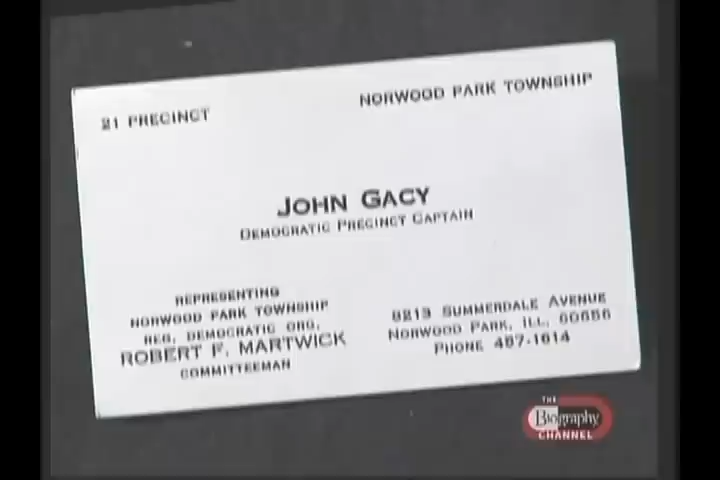 21 PRECINCT
NORWOOD PARK TOWNSHIP
JOHN GACY
DEMOCRATIC PRECINCT CAPTAIN
REPRESENTING
NORWOOD PARK TOWNSHIP
REG. DEMOCRATIC ORG.
ROBERT F. MARTWICK
COMMITTEEMAN
8213 SUMMERDALE AVENUE
NORWOOD PARK, ILL. 60656
PHONE 457-1614
THE
Biography
CHANNEL